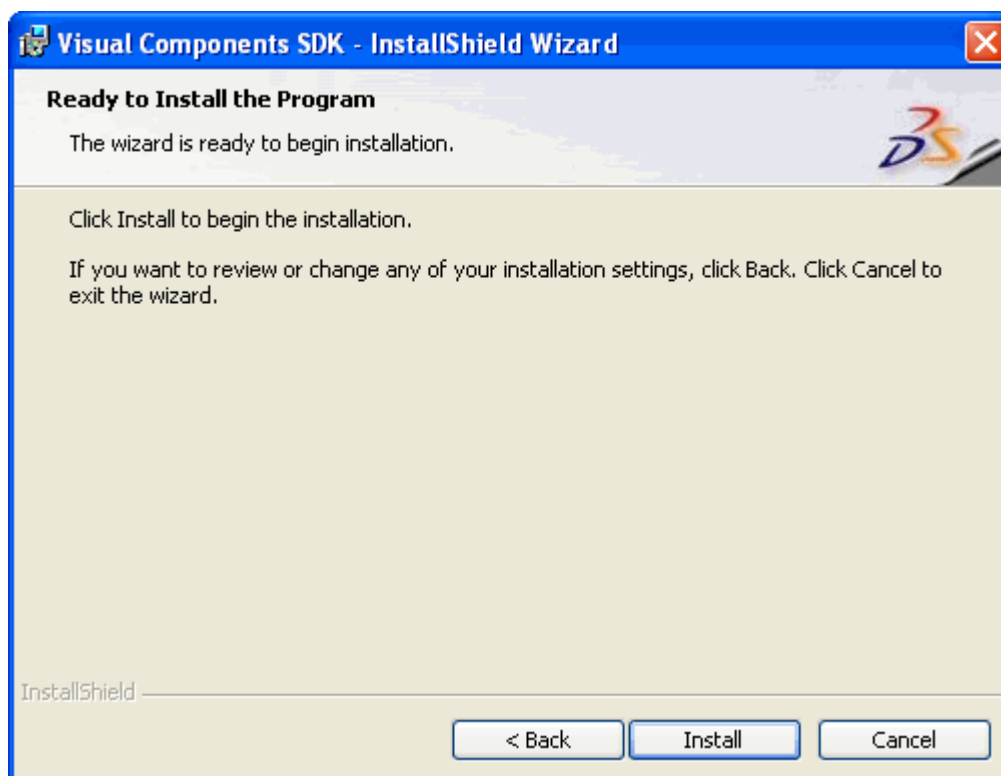 Visual Components SDK - InstallShield Wizard
Ready to Install the Program
The wizard is ready to begin installation.
DS
Click Install to begin the installation.
If you want to review or change any of your installation settings, click Back. Click Cancel to
exit the wizard.
InstallShield
< Back Install Cancel